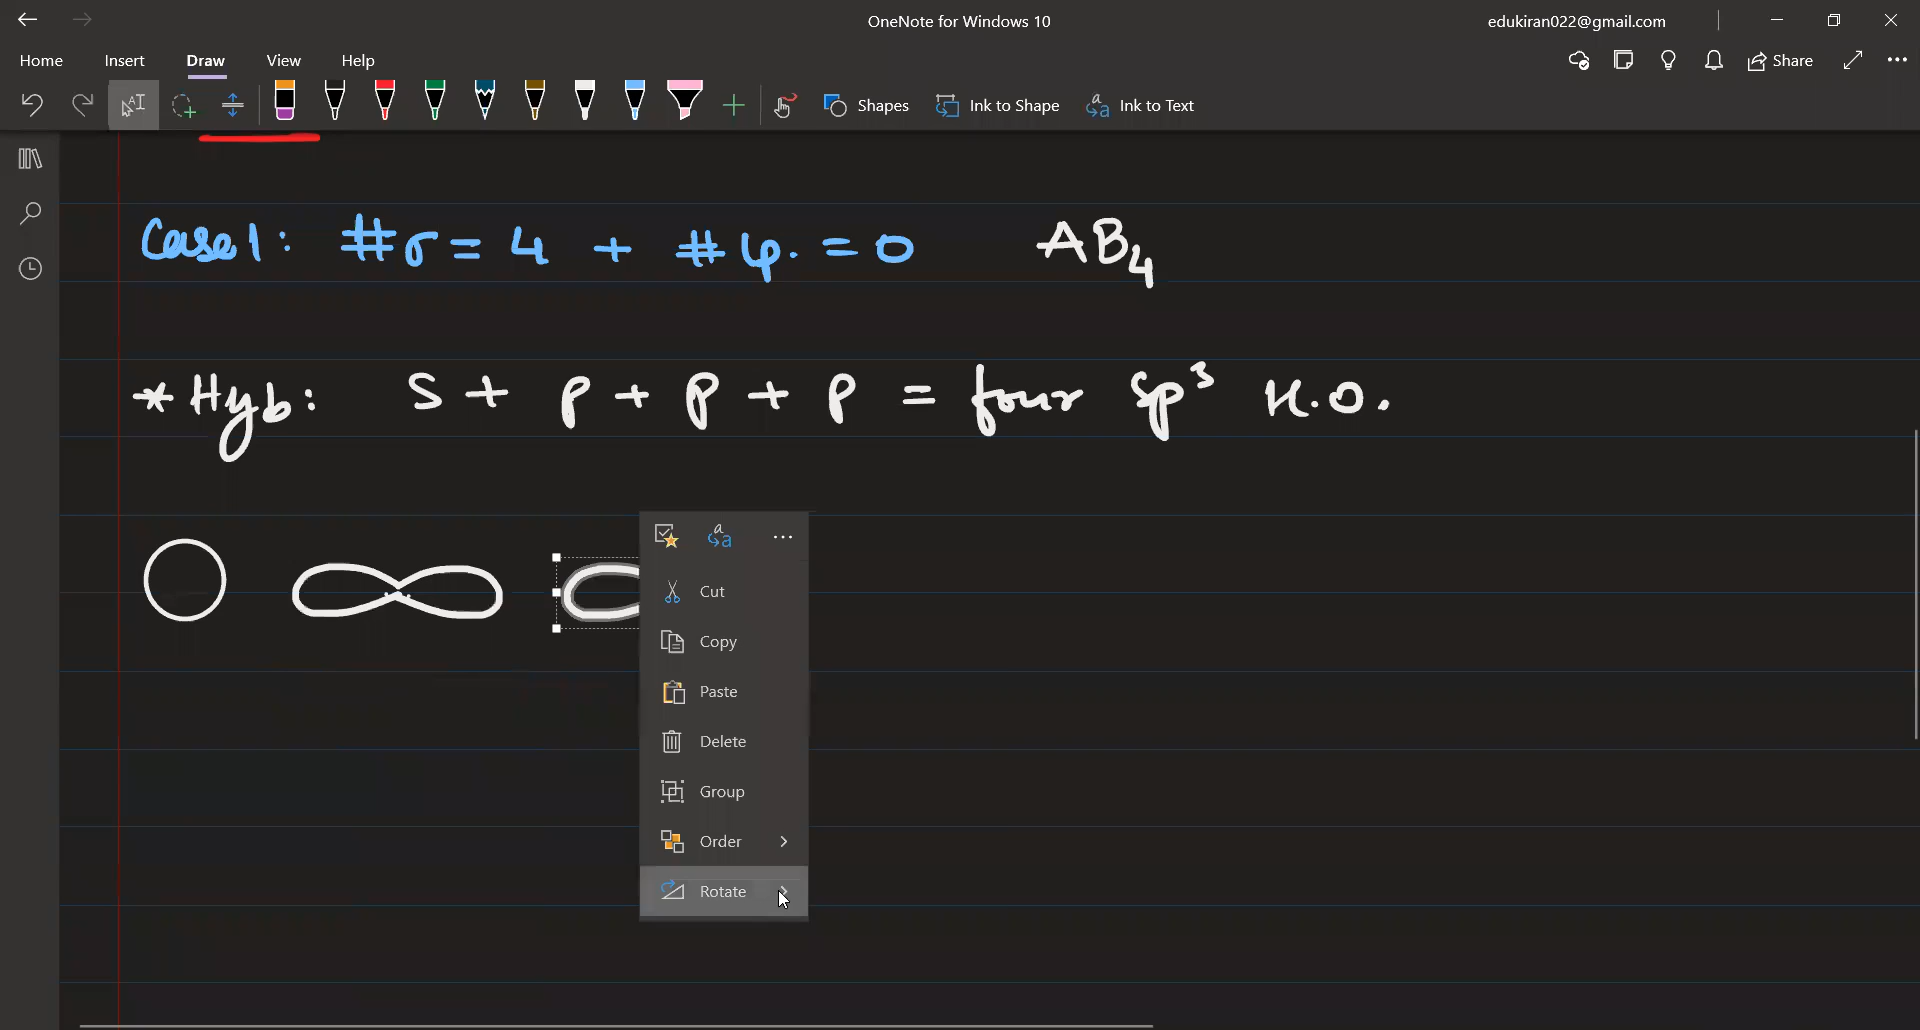 OneNote for Windows 10
edukiran022@gmail.com
Home Insert Draw View Help
Share
Shapes Ink to Shape Ink to Text
Case 1: #σ = 4 + #lp. = 0 AB₄
* Hyb: S + p + p + p = four Sp³ H.O.
Cut
Copy
Paste
Delete
Group
Order
Rotate